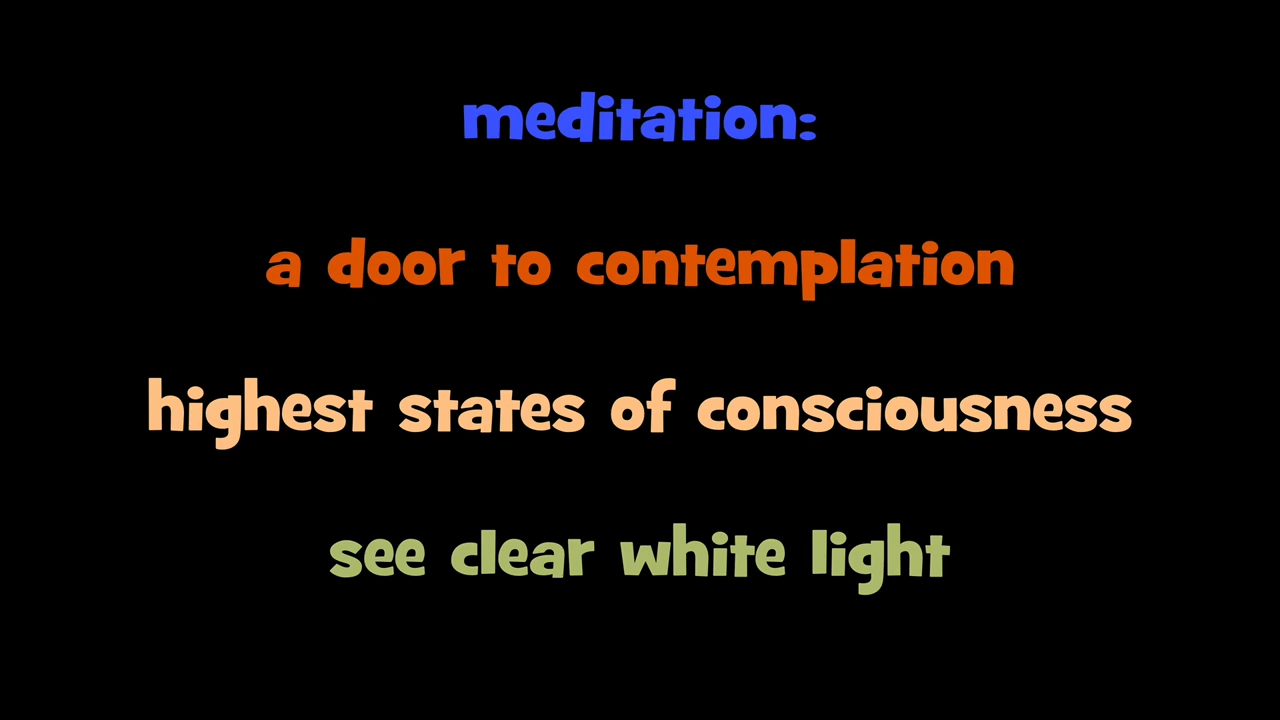 meditation:
a door to contemplation
highest states of consciousness
see clear white light